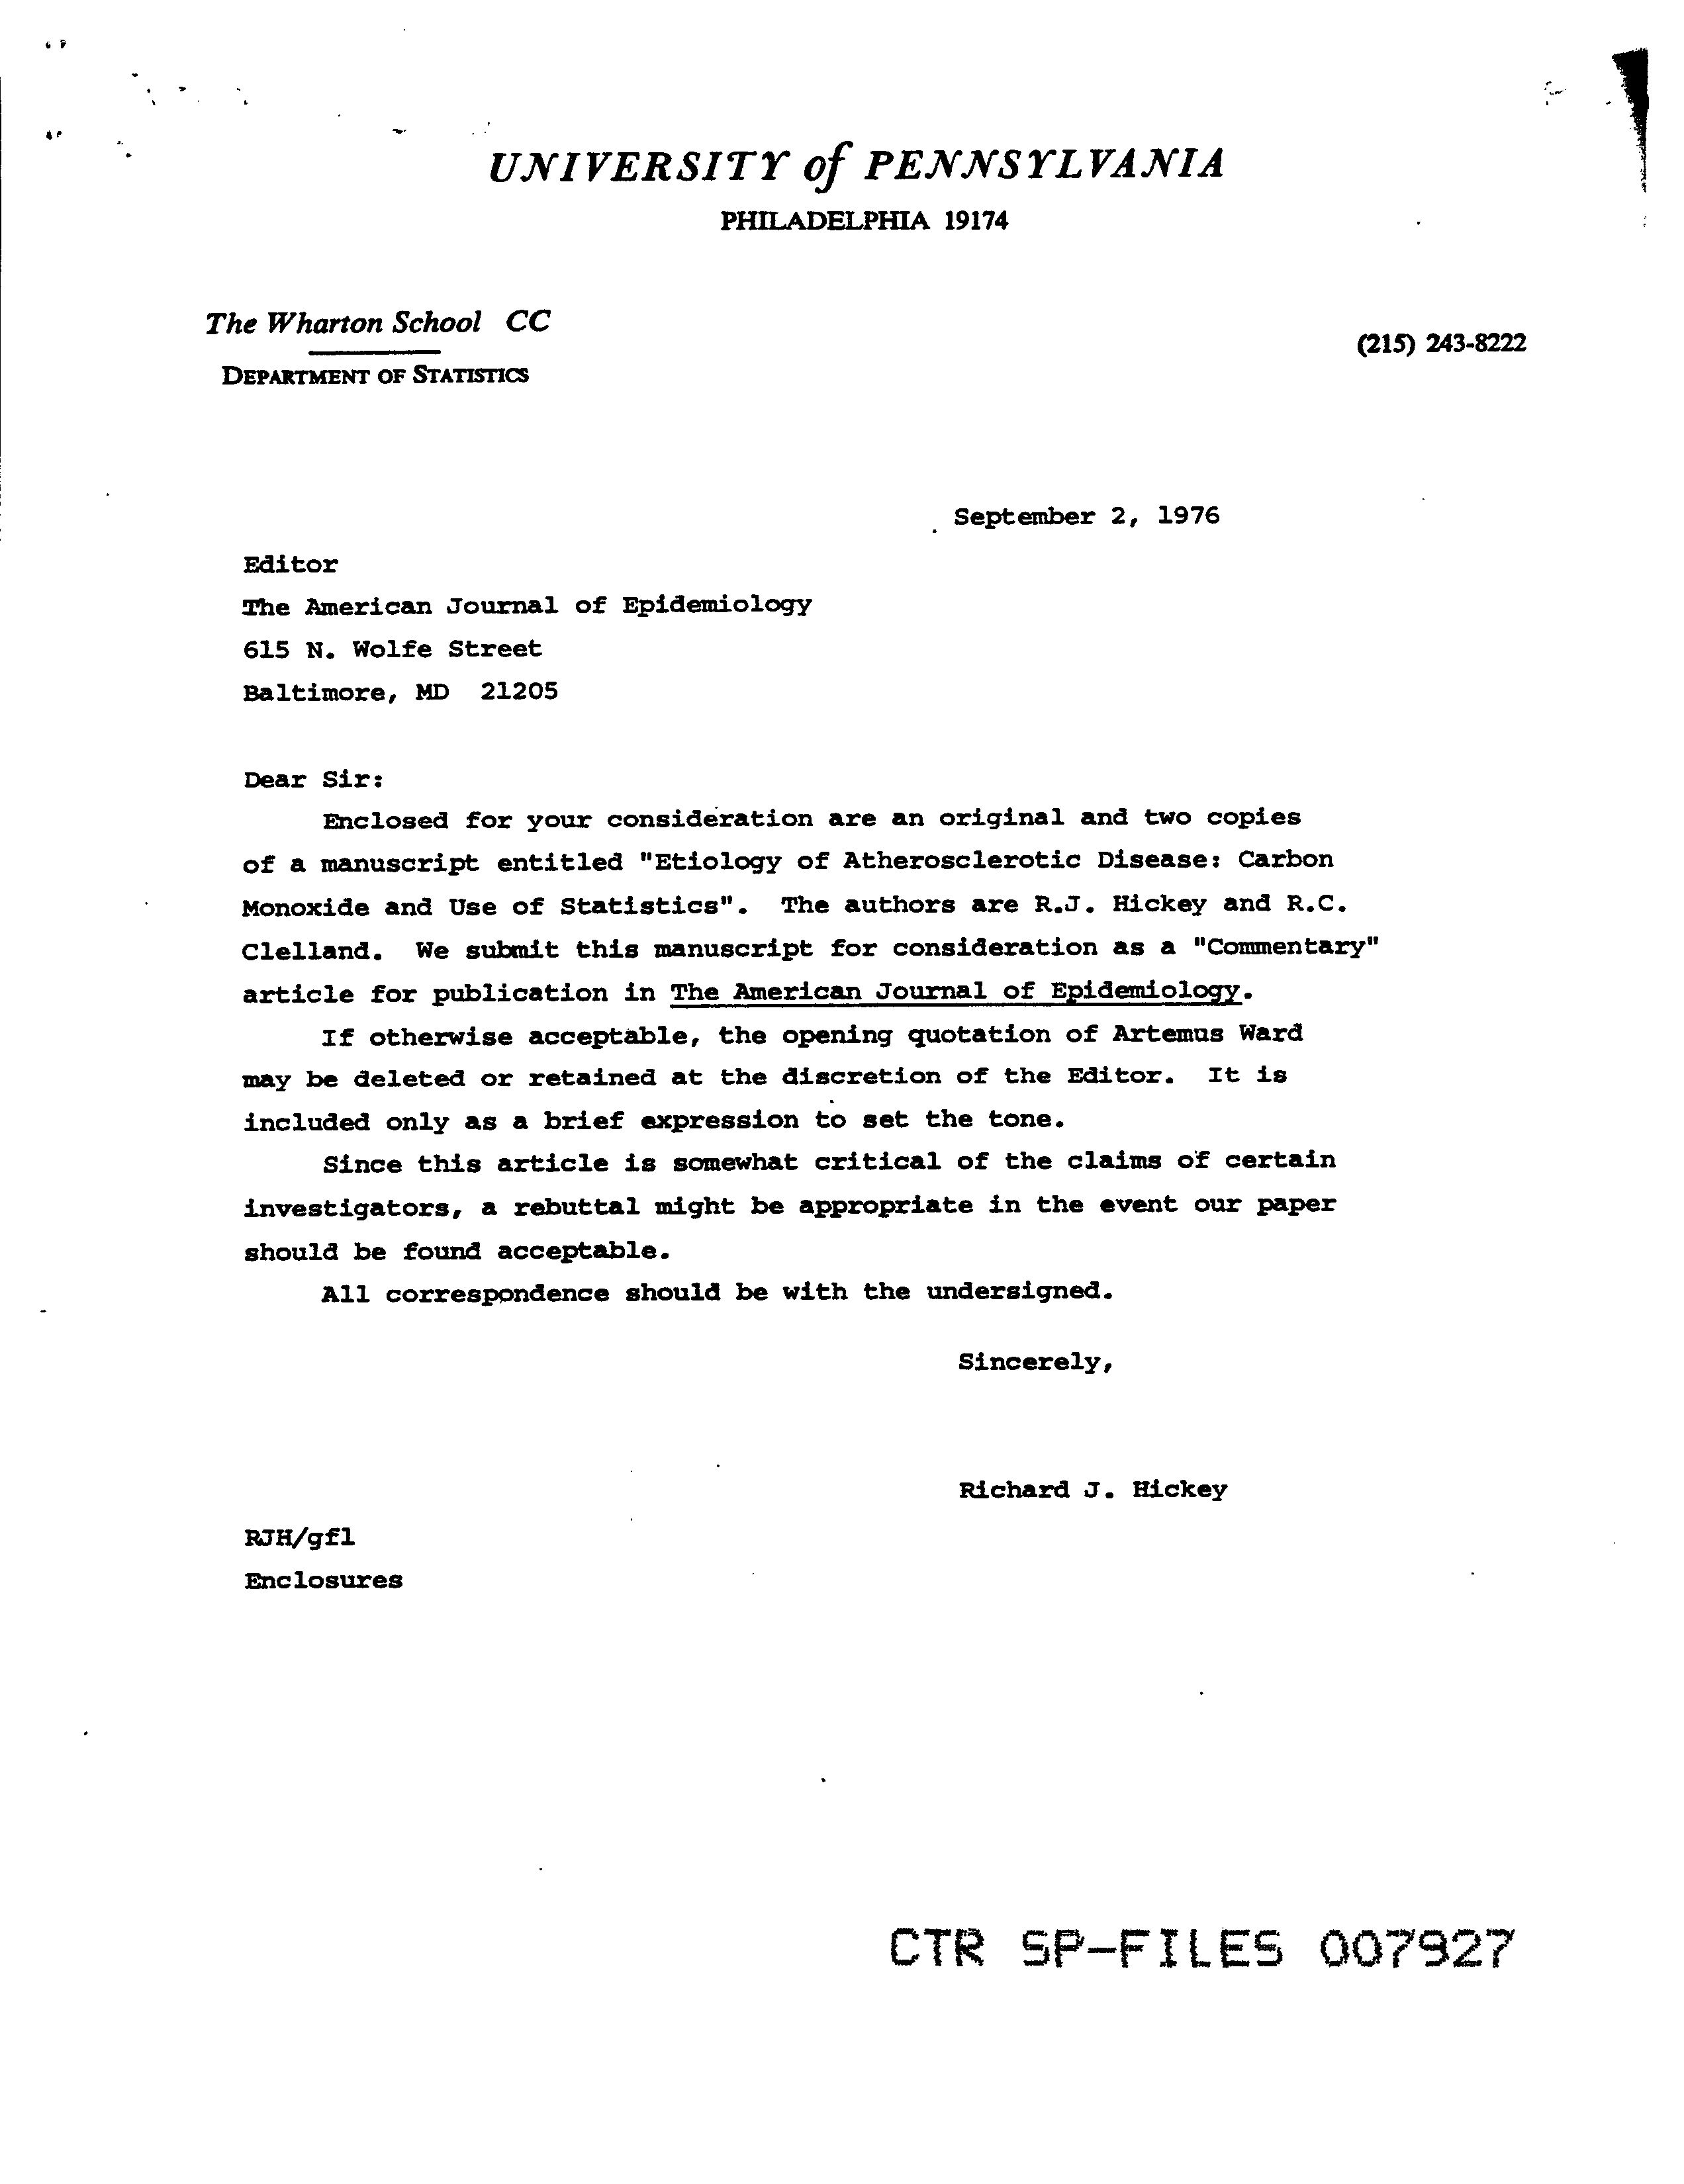 UNIVERSITY of PENNSYLVANIA
PHILADELPHIA 19174
The Wharton School CC
(215) 243-8222
DEPARTMENT OF STATISTICS
September 2, 1976
Editor
The American Journal of Epidemiology
615 N. Wolfe Street
Baltimore, MD 21205
Dear Sir:
Enclosed for your consideration are an original and two copies
of a manuscript entitled "Etiology of Atherosclerotic Disease: Carbon
Monoxide and Use of Statistics". The authors are R.J. Hickey and R.C.
Clelland. We submit this manuscript for consideration as a "Commentary"
article for publication in The American Journal of Epidemiology.
If otherwise acceptable, the opening quotation of Artemus Ward
may be deleted or retained at the discretion of the Editor. It is
included only as a brief expression to set the tone.
Since this article is somewhat critical of the claims of certain
investigators, a rebuttal might be appropriate in the event our paper
should be found acceptable.
All correspondence should be with the undersigned.
Sincerely,
Richard J. Hickey
RJH/gfl
Enclosures
CTR SP-FILES 007927